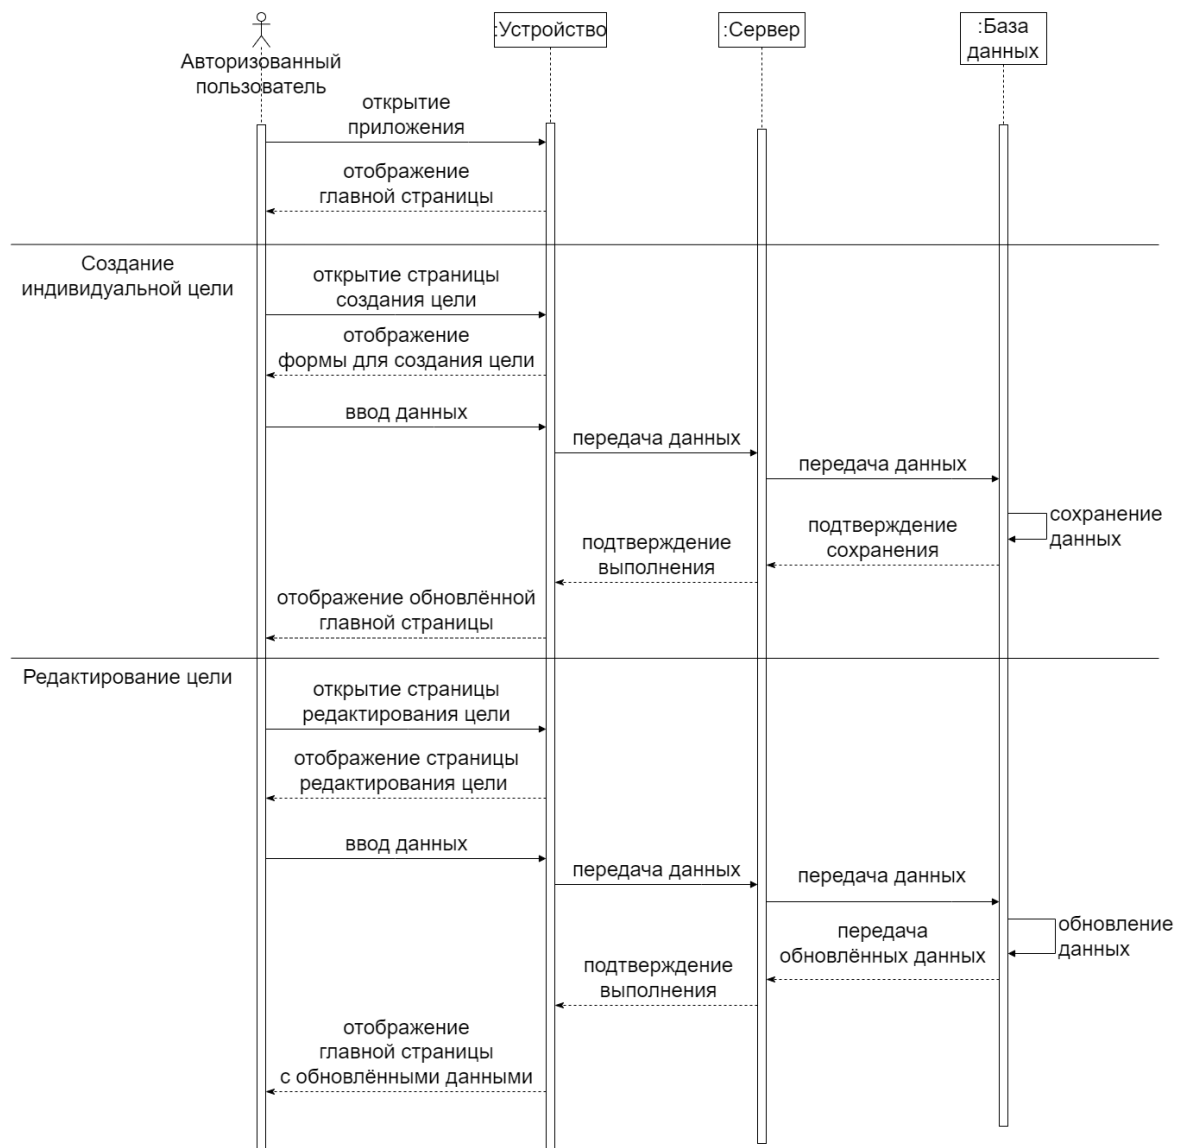 Авторизованный
пользователь
:Устройство
:Сервер
:База
данных
открытие
приложения
отображение
главной страницы
Создание
индивидуальной цели
открытие страницы
создания цели
отображение
формы для создания цели
ввод данных
передача данных
передача данных
сохранение
данных
подтверждение
сохранения
подтверждение
выполнения
отображение обновлённой
главной страницы
Редактирование цели
открытие страницы
редактирования цели
отображение страницы
редактирования цели
ввод данных
передача данных
передача данных
обновление
данных
передача
обновлённых данных
подтверждение
выполнения
отображение
главной страницы
с обновлёнными данными